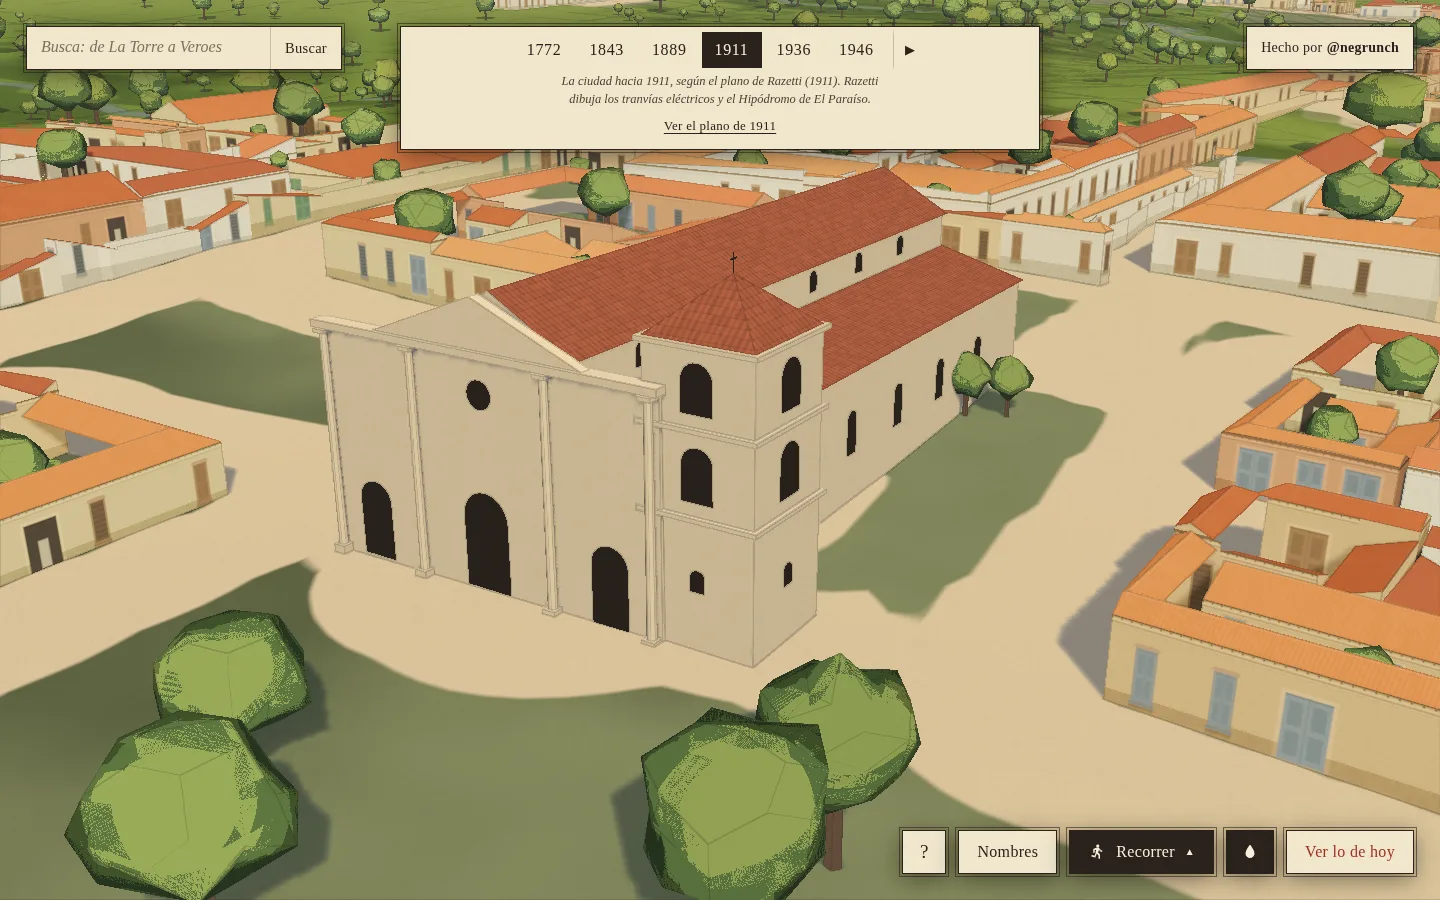 Busca: de La Torre a Veroes
Buscar
1772 1843 1889 1911 1936 1946 ▶
La ciudad hacia 1911, según el plano de Razetti (1911). Razetti
dibuja los tranvías eléctricos y el Hipódromo de El Paraíso.
Ver el plano de 1911
Hecho por @negrunch
?
Nombres
Recorrer ▲
Ver lo de hoy